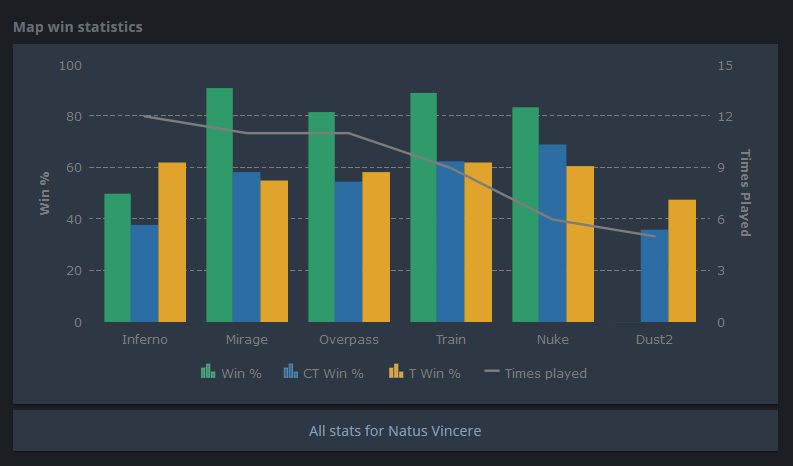 Map win statistics
100 15
80 12
60 9
40 6
20 3
0 0
Win %
Times Played
Inferno Mirage Overpass Train Nuke Dust2
Win % CT Win % T Win % Times played
All stats for Natus Vincere